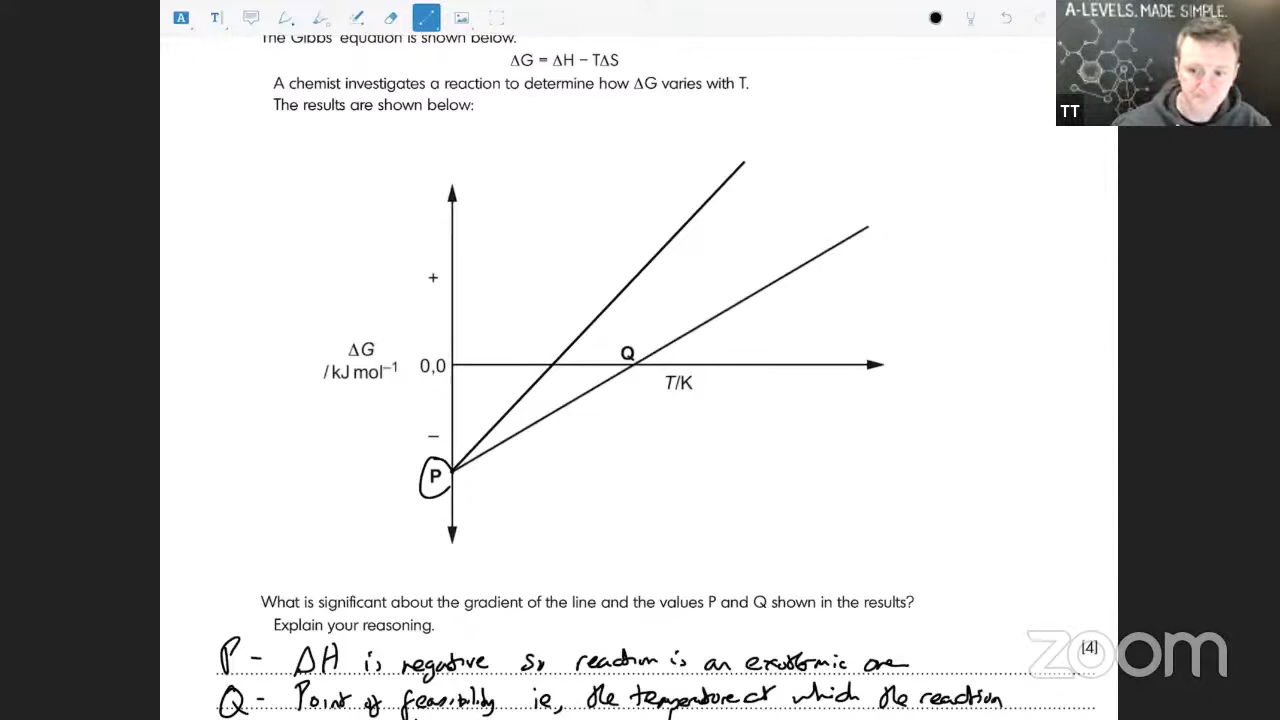 A-LEVELS. MADE SIMPLE.
TT
The Gibbs' equation is shown below.
ΔG = ΔH – TΔS
A chemist investigates a reaction to determine how ΔG varies with T.
The results are shown below:
+
Q
ΔG
/kJ mol⁻¹
0,0
T/K
–
P
What is significant about the gradient of the line and the values P and Q shown in the results?
Explain your reasoning.
[4]
P - ΔH is negative so reaction is an exothermic one
Q - Point of feasibility ie, the temperature at which the reaction
zoom